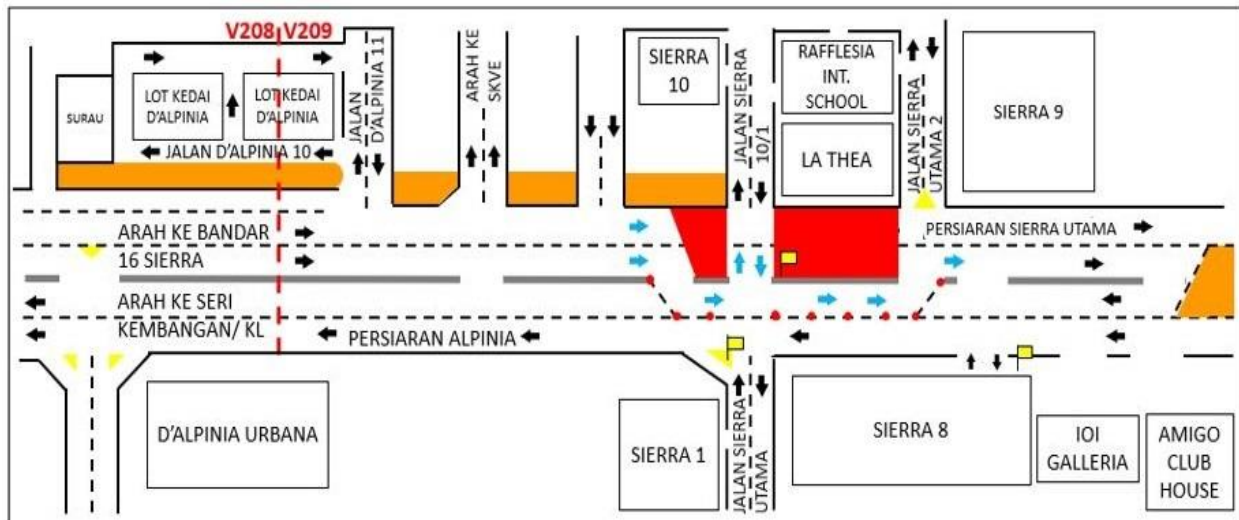 V208 V209
SURAU
LOT KEDAI
D'ALPINIA
LOT KEDAI
D'ALPINIA
JALAN D'ALPINIA 10
JALAN
D'ALPINIA 11
ARAH KE
SKVE
SIERRA
10
JALAN SIERRA
10/1
RAFFLESIA
INT.
SCHOOL
LA THEA
JALAN SIERRA
UTAMA 2
SIERRA 9
ARAH KE BANDAR
16 SIERRA
PERSIARAN SIERRA UTAMA
ARAH KE SERI
KEMBANGAN/ KL
PERSIARAN ALPINIA
D'ALPINIA URBANA
SIERRA 1
JALAN SIERRA
UTAMA
SIERRA 8
IOI
GALLERIA
AMIGO
CLUB
HOUSE